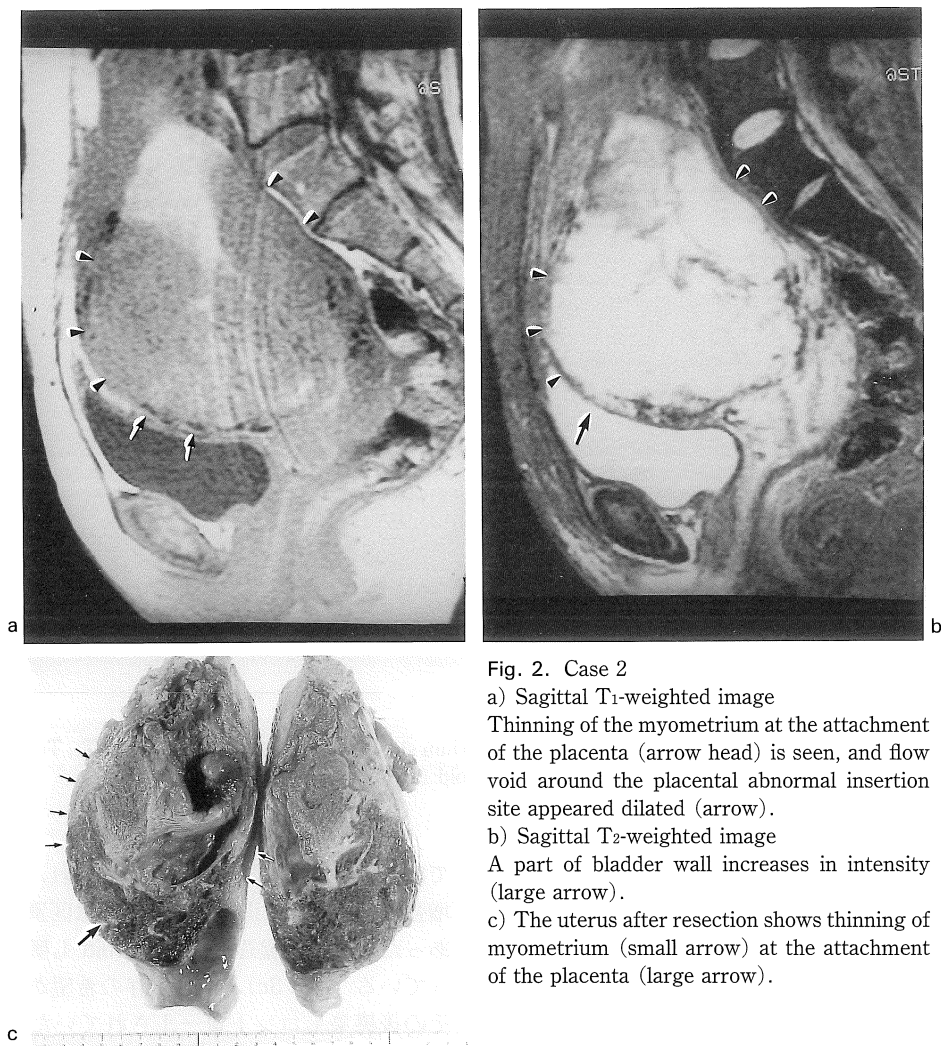 @S
@ST
a
b
Fig. 2. Case 2
a) Sagittal T1-weighted image
Thinning of the myometrium at the attachment
of the placenta (arrow head) is seen, and flow
void around the placental abnormal insertion
site appeared dilated (arrow).
b) Sagittal T2-weighted image
A part of bladder wall increases in intensity
(large arrow).
c) The uterus after resection shows thinning of
myometrium (small arrow) at the attachment
of the placenta (large arrow).
c